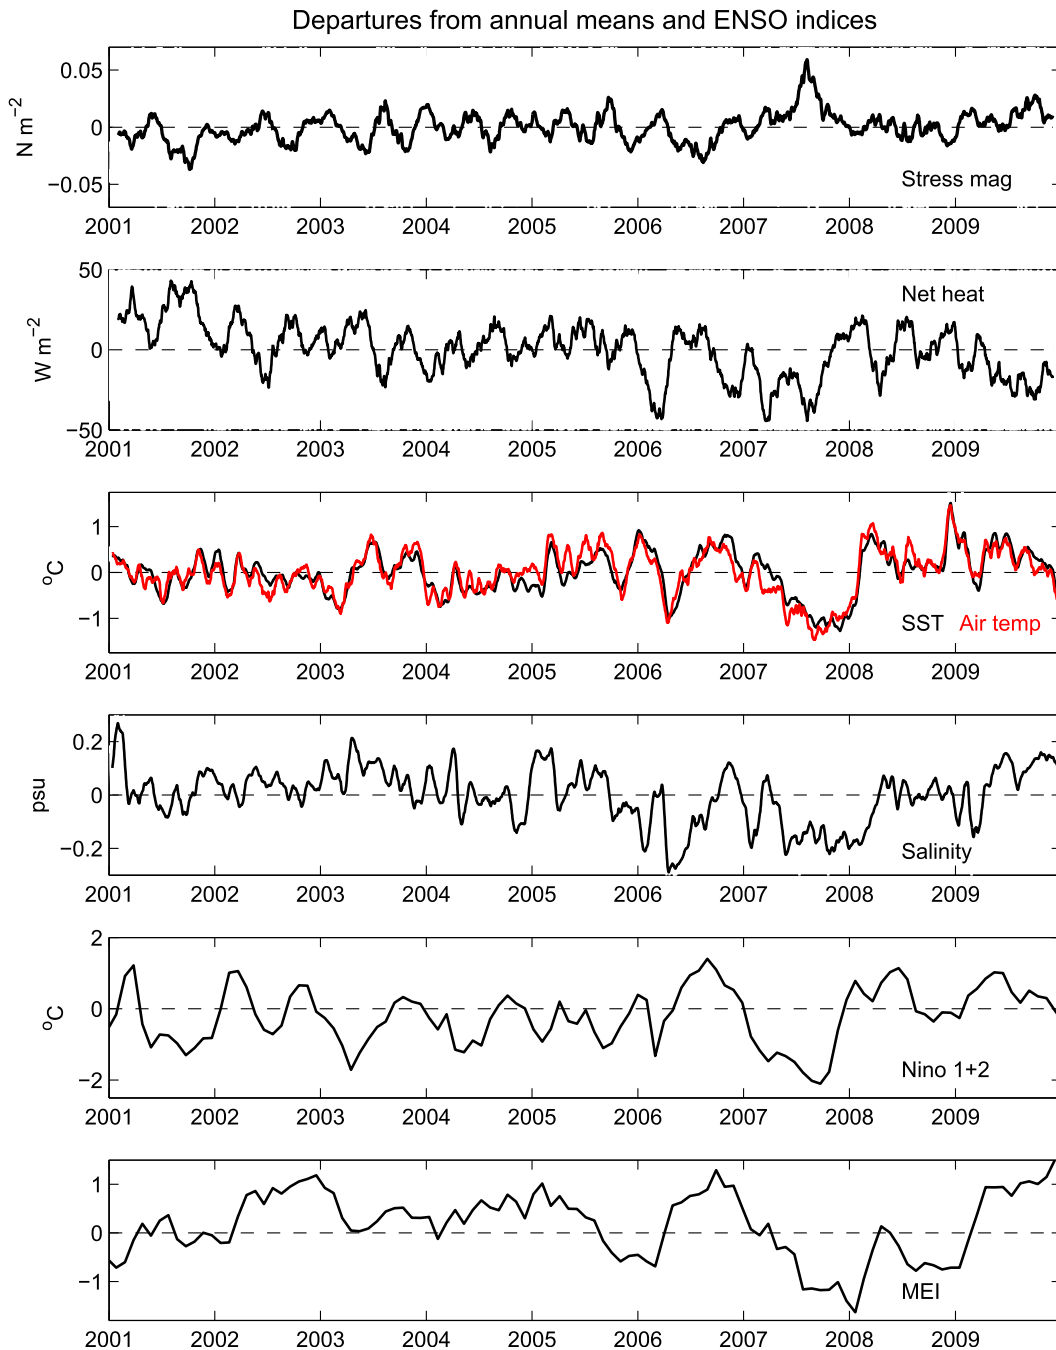 Departures from annual means and ENSO indices
N m⁻²
0.05
0
−0.05
Stress mag
2001 2002 2003 2004 2005 2006 2007 2008 2009
W m⁻²
50
0
−50
Net heat
2001 2002 2003 2004 2005 2006 2007 2008 2009
°C
1
0
−1
SST Air temp
2001 2002 2003 2004 2005 2006 2007 2008 2009
psu
0.2
0
−0.2
Salinity
2001 2002 2003 2004 2005 2006 2007 2008 2009
°C
2
0
−2
Nino 1+2
2001 2002 2003 2004 2005 2006 2007 2008 2009
1
0
−1
MEI
2001 2002 2003 2004 2005 2006 2007 2008 2009